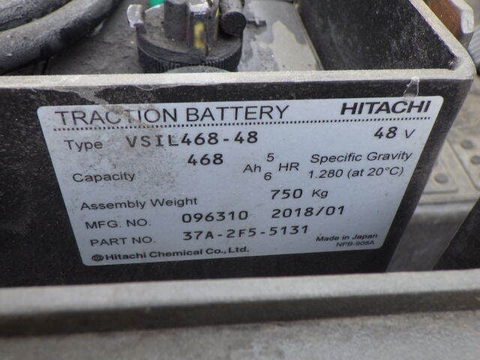 TRACTION BATTERY HITACHI
Type VSIL468-48 48 V
Capacity 468 Ah 5/6 HR Specific Gravity 1.280 (at 20°C)
Assembly Weight 750 Kg
MFG. NO. 096310 2018/01
PART NO. 37A-2F5-5131 Made in Japan
Hitachi Chemical Co., Ltd. NPB-908A